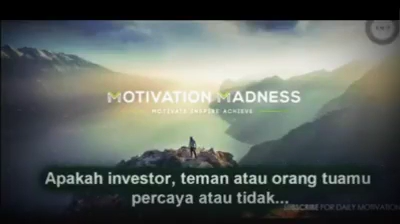 MOTIVATION MADNESS
MOTIVATE INSPIRE ACHIEVE
Apakah investor, teman atau orang tuamu
percaya atau tidak...
SUBSCRIBE FOR DAILY MOTIVATION